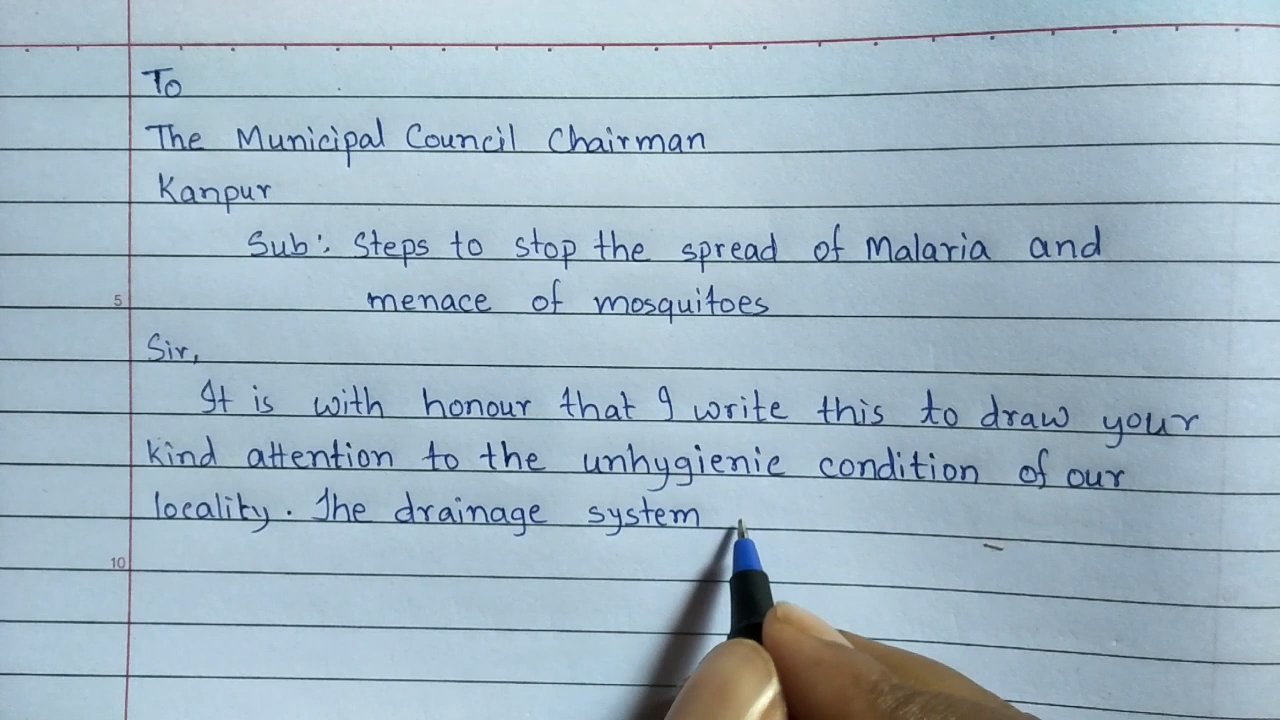 To
The Municipal Council Chairman
Kanpur
Sub: Steps to stop the spread of Malaria and
menace of mosquitoes
5
Sir,
It is with honour that I write this to draw your
kind attention to the unhygienic condition of our
locality. The drainage system
10